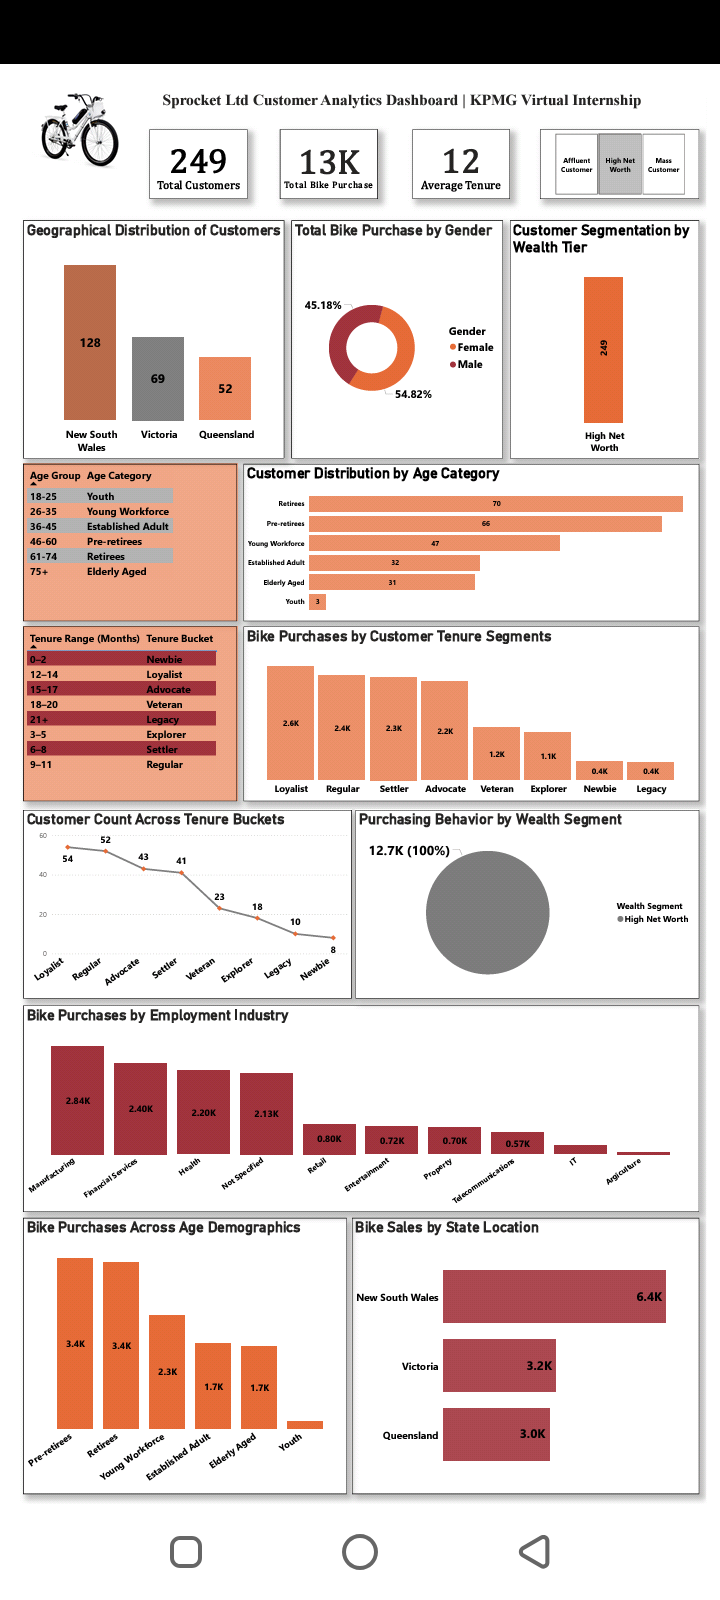 Sprocket Ltd Customer Analytics Dashboard | KPMG Virtual Internship
249
Total Customers
13K
Total Bike Purchase
12
Average Tenure
Affluent
Customer
High Net
Worth
Mass
Customer
Geographical Distribution of Customers
128
69
52
New South
Wales
Victoria
Queensland
Total Bike Purchase by Gender
45.18%
54.82%
Gender
Female
Male
Customer Segmentation by
Wealth Tier
249
High Net
Worth
Age Group Age Category
18-25 Youth
26-35 Young Workforce
36-45 Established Adult
46-60 Pre-retirees
61-74 Retirees
75+ Elderly Aged
Customer Distribution by Age Category
Retirees 70
Pre-retirees 66
Young Workforce 47
Established Adult 32
Elderly Aged 31
Youth 3
Tenure Range (Months) Tenure Bucket
0–2 Newbie
12–14 Loyalist
15–17 Advocate
18–20 Veteran
21+ Legacy
3–5 Explorer
6–8 Settler
9–11 Regular
Bike Purchases by Customer Tenure Segments
2.6K 2.4K 2.3K 2.2K 1.2K 1.1K 0.4K 0.4K
Loyalist Regular Settler Advocate Veteran Explorer Newbie Legacy
Customer Count Across Tenure Buckets
60
40
20
0
54 52 43 41 23 18 10 8
Loyalist Regular Advocate Settler Veteran Explorer Legacy Newbie
Purchasing Behavior by Wealth Segment
12.7K (100%)
Wealth Segment
High Net Worth
Bike Purchases by Employment Industry
2.84K 2.40K 2.20K 2.13K 0.80K 0.72K 0.70K 0.57K
Manufacturing Financial Services Health Not Specified Retail Entertainment Property Telecommunications IT Argiculture
Bike Purchases Across Age Demographics
3.4K 3.4K 2.3K 1.7K 1.7K
Pre-retirees Retirees Young Workforce Established Adult Elderly Aged Youth
Bike Sales by State Location
New South Wales 6.4K
Victoria 3.2K
Queensland 3.0K